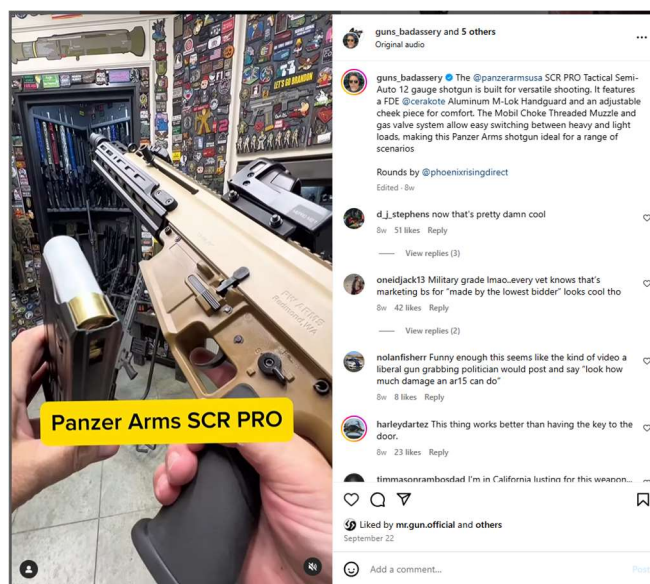 LET'S GO BRANDON
PW ARMS
Redmond, WA
Panzer Arms SCR PRO
guns_badassery and 5 others
Original audio
guns_badassery The @panzerarmsusa SCR PRO Tactical Semi-
Auto 12 gauge shotgun is built for versatile shooting. It features
a FDE @cerakote Aluminum M-Lok Handguard and an adjustable
cheek piece for comfort. The Mobil Choke Threaded Muzzle and
gas valve system allow easy switching between heavy and light
loads, making this Panzer Arms shotgun ideal for a range of
scenarios
Rounds by @phoenixrisingdirect
Edited · 8w
d_j_stephens now that's pretty damn cool
8w 51 likes Reply
View replies (3)
oneidjack13 Military grade lmao..every vet knows that's
marketing bs for "made by the lowest bidder" looks cool tho
8w 42 likes Reply
View replies (2)
nolanfisherr Funny enough this seems like the kind of video a
liberal gun grabbing politician would post and say "look how
much damage an ar15 can do"
8w 8 likes Reply
harleydartez This thing works better than having the key to the
door.
8w 23 likes Reply
timmasonrambosdad I'm in California lusting for this weapon...
Liked by mr.gun.official and others
September 22
Add a comment...
Post